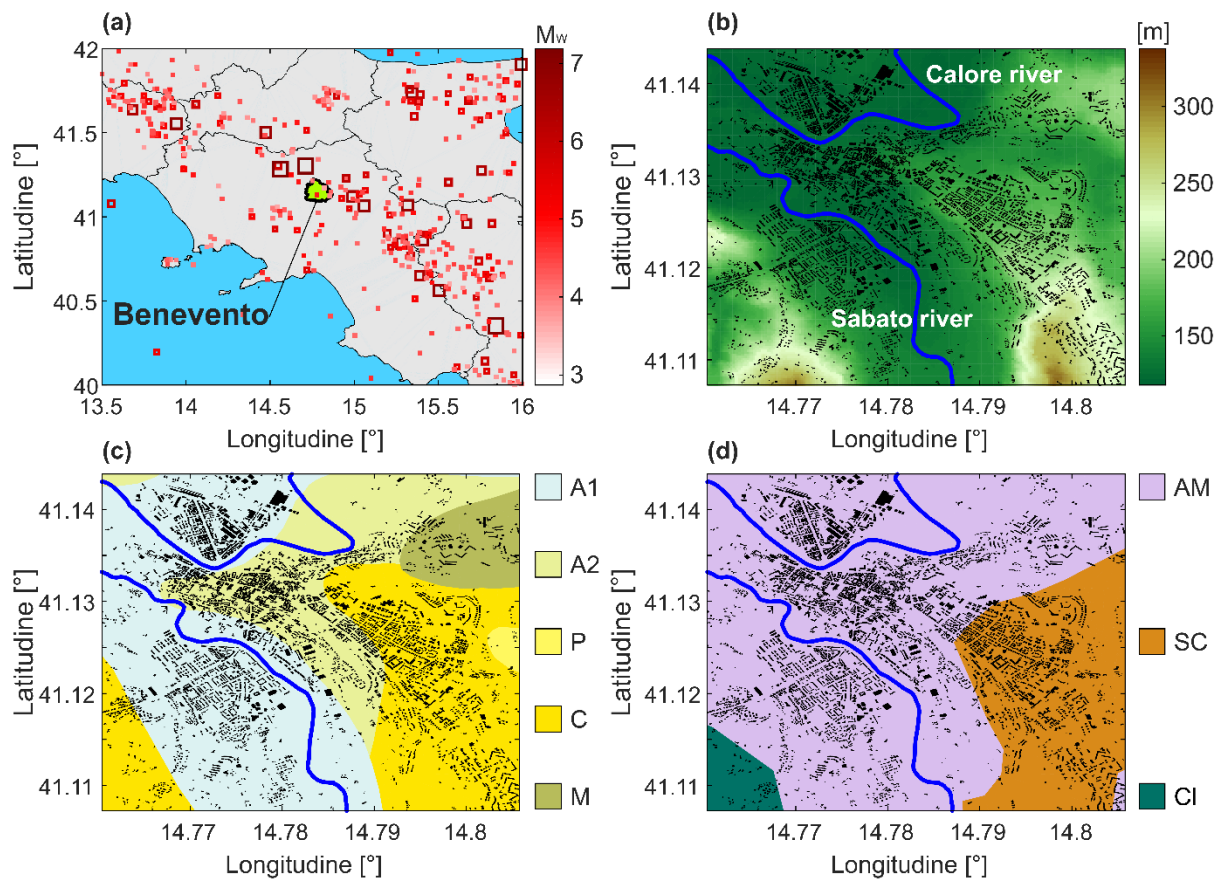 (a)
Mw
42
41.5
41
40.5
40
7
6
5
4
3
Latitudine [°]
Benevento
13.5 14 14.5 15 15.5 16
Longitudine [°]
(b)
[m]
41.14
41.13
41.12
41.11
300
250
200
150
Latitudine [°]
Calore river
Sabato river
14.77 14.78 14.79 14.8
Longitudine [°]
(c)
41.14
41.13
41.12
41.11
Latitudine [°]
A1
A2
P
C
M
14.77 14.78 14.79 14.8
Longitudine [°]
(d)
41.14
41.13
41.12
41.11
Latitudine [°]
AM
SC
CI
14.77 14.78 14.79 14.8
Longitudine [°]